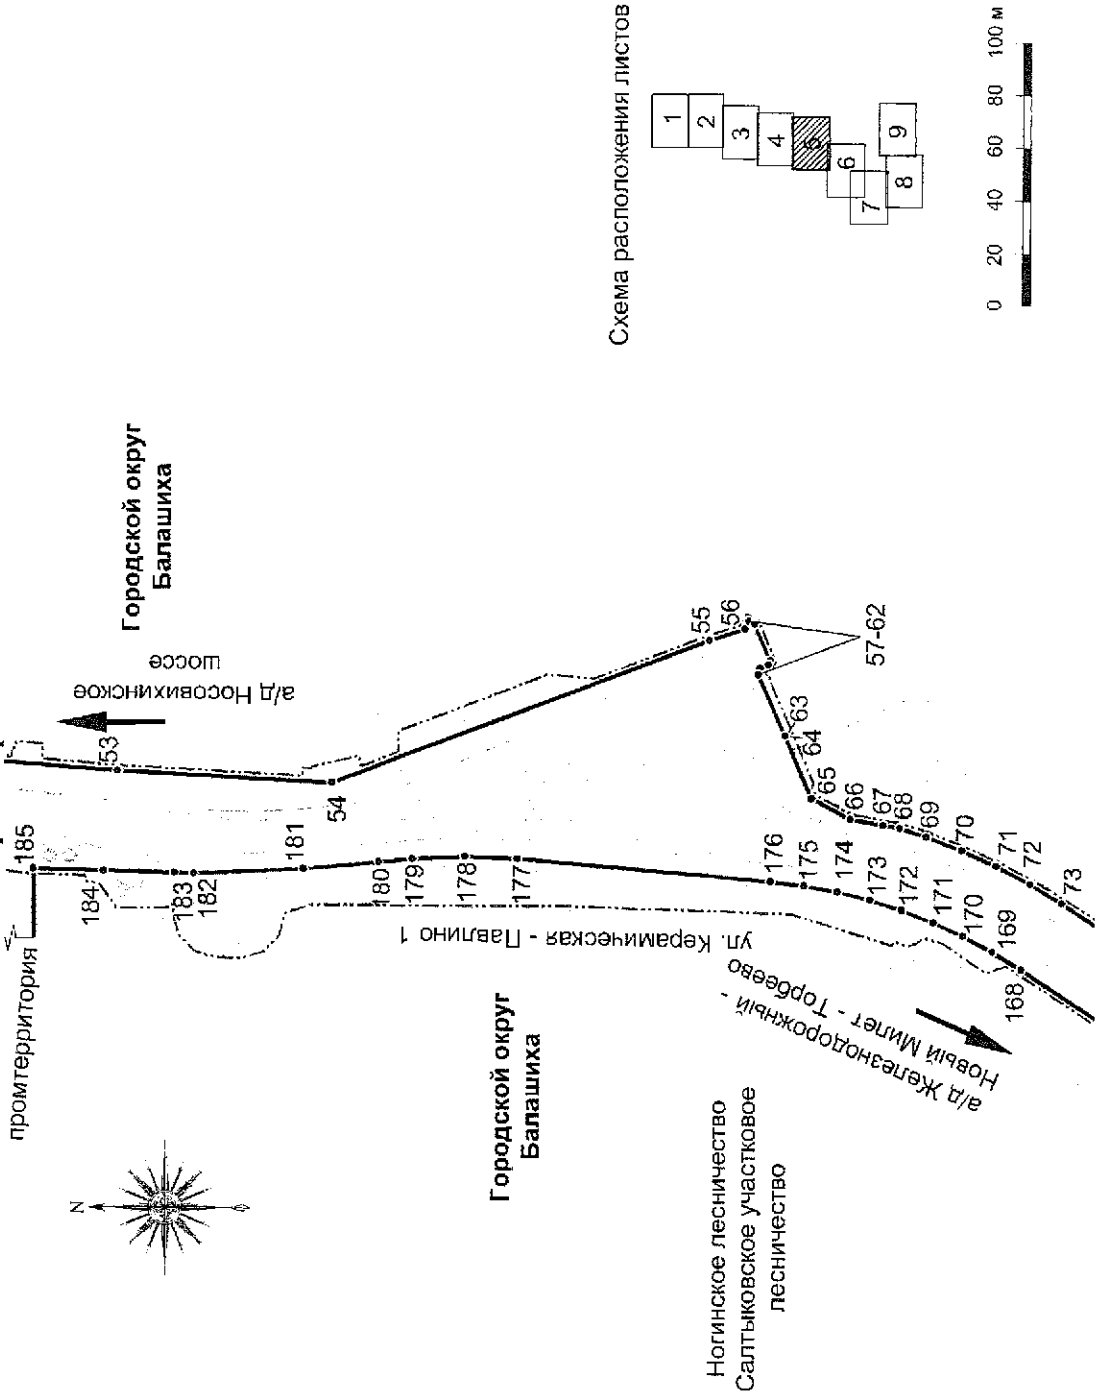 промтерритория
185
184
183
182
181
180
179
178
177
176
175
174
173
172
171
170
169
168
53
54
55
56
57-62
63
64
65
66
67
68
69
70
71
72
73
N
а/д Носовихинское
шоссе
Городской округ
Балашиха
ул. Керамическая - Павлино 1
Городской округ
Балашиха
а/д Железнодорожный -
Новый Милет - Торбеево
Ногинское лесничество
Салтыковское участковое
лесничество
Схема расположения листов
1
2
3
4
5
6
7
8
9
0 20 40 60 80 100 м